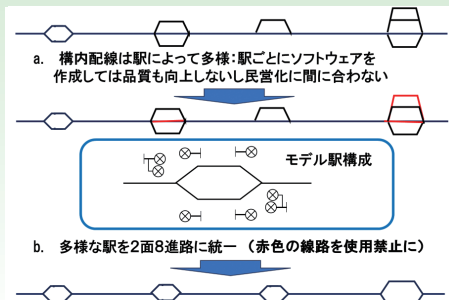 a. 構内配線は駅によって多様：駅ごとにソフトウェアを
作成しては品質も向上しないし民営化に間に合わない
モデル駅構成
b. 多様な駅を2面8進路に統一 （赤色の線路を使用禁止に）